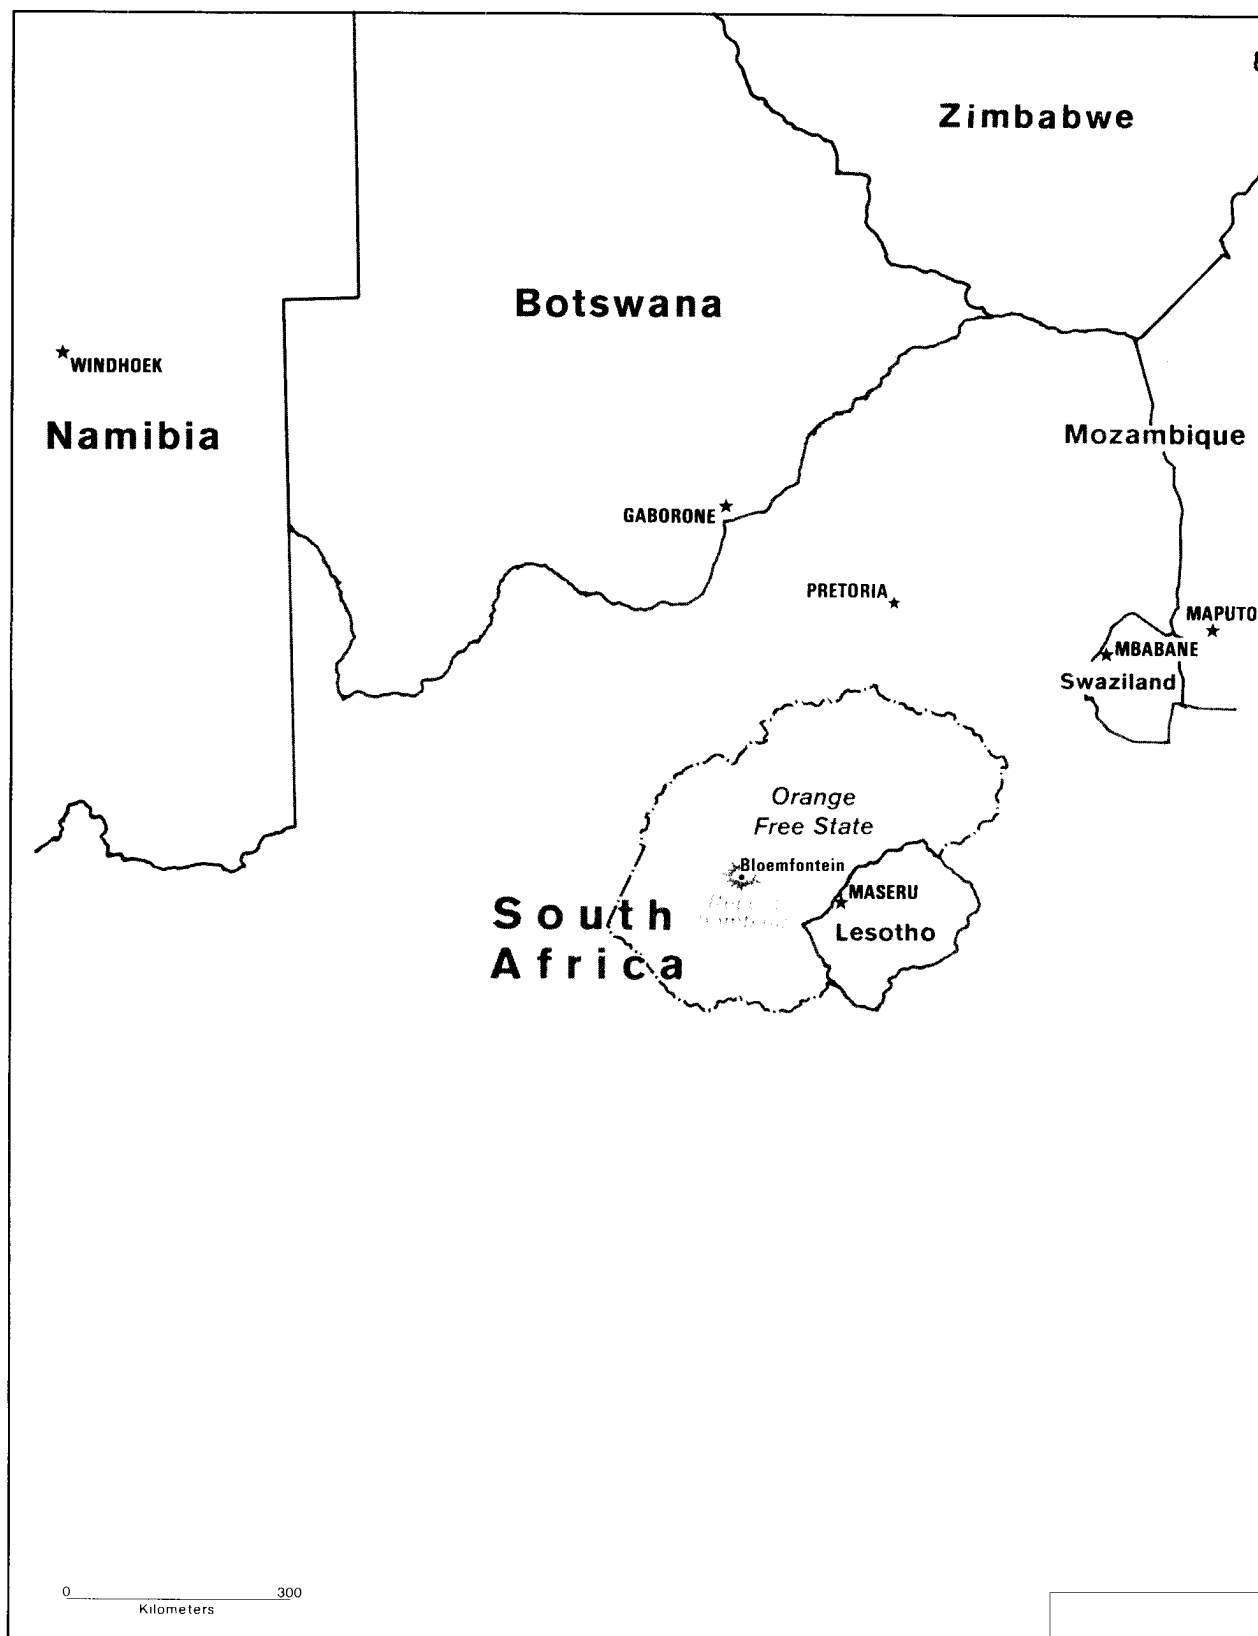 Zimbabwe
Botswana
WINDHOEK
Namibia
Mozambique
GABORONE
PRETORIA
MAPUTO
MBABANE
Swaziland
Orange
Free State
Bloemfontein
MASERU
South
Africa
Lesotho
0 300
Kilometers